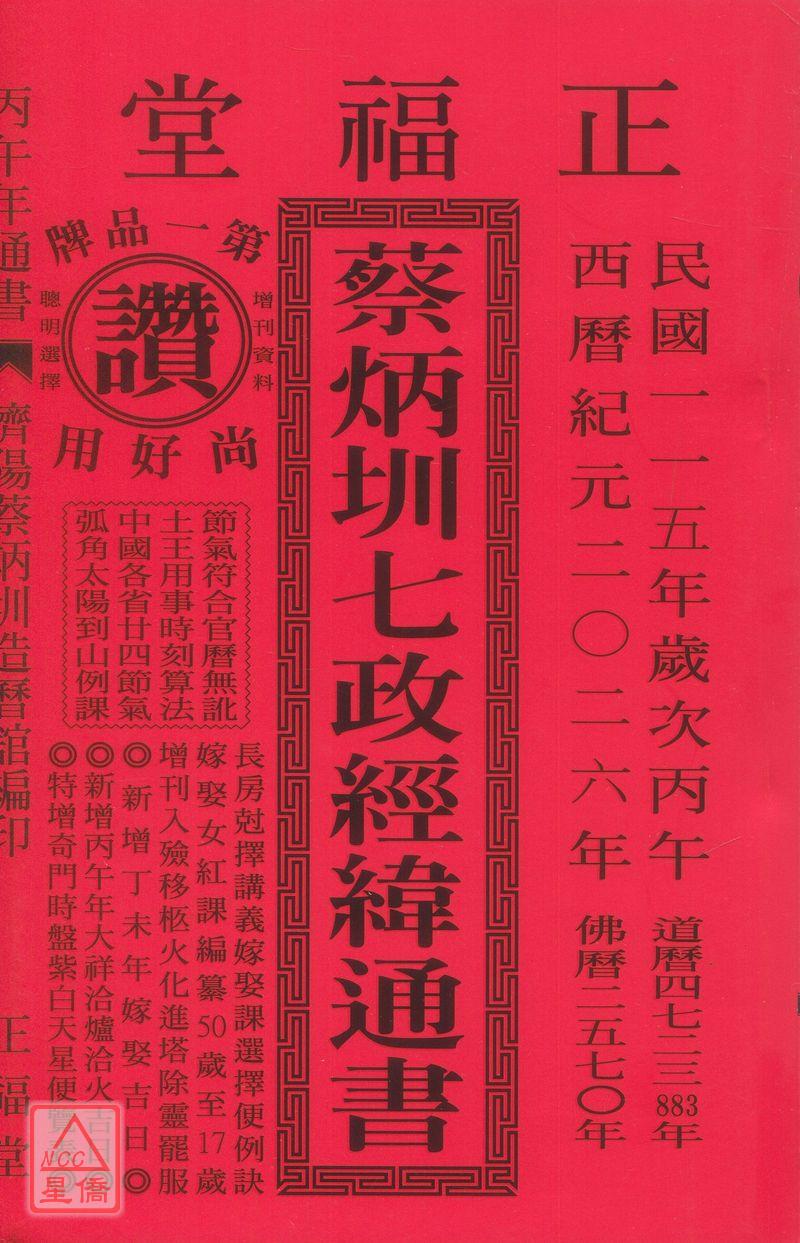 正福堂
民國一一五年歲次丙午
道曆四七二三883年
西曆紀元二〇二六年
佛曆二五七〇年
蔡炳圳七政經緯通書
第一品牌
增刊資料
讚
聰明選擇
尚好用
節氣符合官曆無訛
土王用事時刻算法
中國各省廿四節氣
弧角太陽到山例課
長房尅擇講義嫁娶課選擇便例訣
嫁娶女紅課編纂50歲至17歲
增刊入殮移柩火化進塔除靈罷服
◎新增丁未年嫁娶吉日◎
◎新增丙午年大祥洽爐洽火吉日◎
◎特增奇門時盤紫白天星便覽
丙午年通書
濟陽蔡炳圳造曆舘編印
正福堂
NCC
星僑